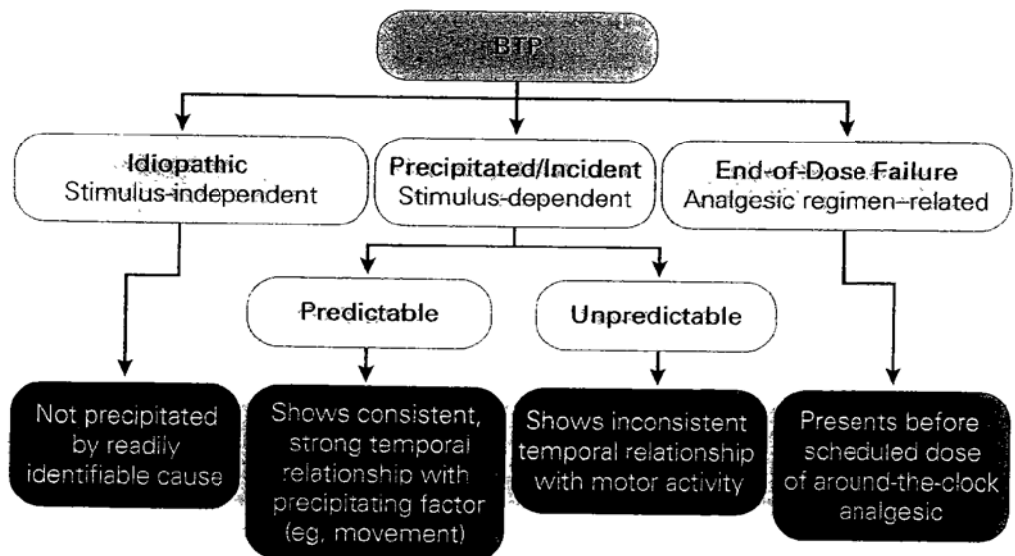 BTP
Idiopathic
Stimulus-independent
Precipitated/Incident
Stimulus-dependent
End-of-Dose Failure
Analgesic regimen–related
Predictable
Unpredictable
Not precipitated
by readily
identifiable cause
Shows consistent,
strong temporal
relationship with
precipitating factor
(eg, movement)
Shows inconsistent
temporal relationship
with motor activity
Presents before
scheduled dose
of around-the-clock
analgesic